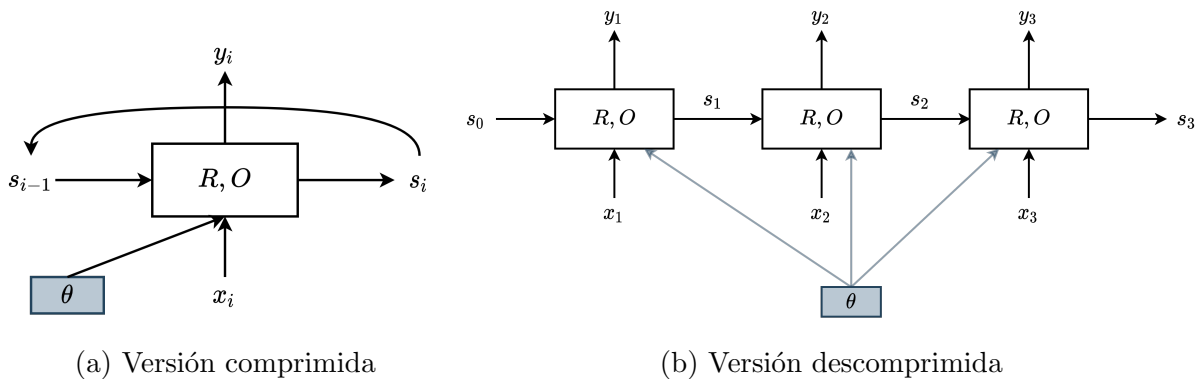 y_i
s_{i-1}
R, O
s_i
θ
x_i
(a) Versión comprimida
y_1
y_2
y_3
s_0
R, O
s_1
R, O
s_2
R, O
s_3
x_1
x_2
x_3
θ
(b) Versión descomprimida